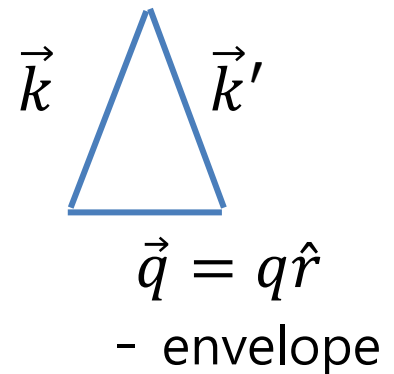 k⃗ k⃗′
q⃗ = qr̂
- envelope